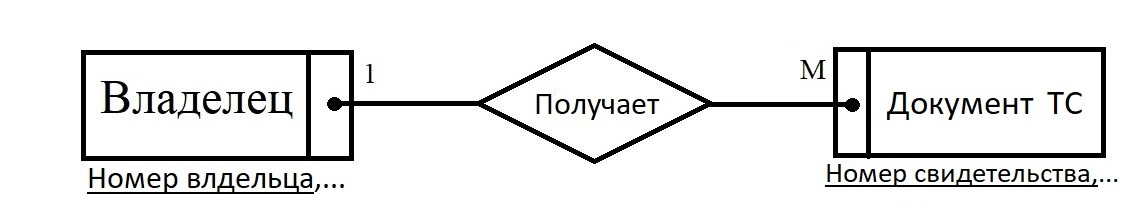 Владелец 1 Получает М Документ ТС
Номер влдельца,... Номер свидетельства,...